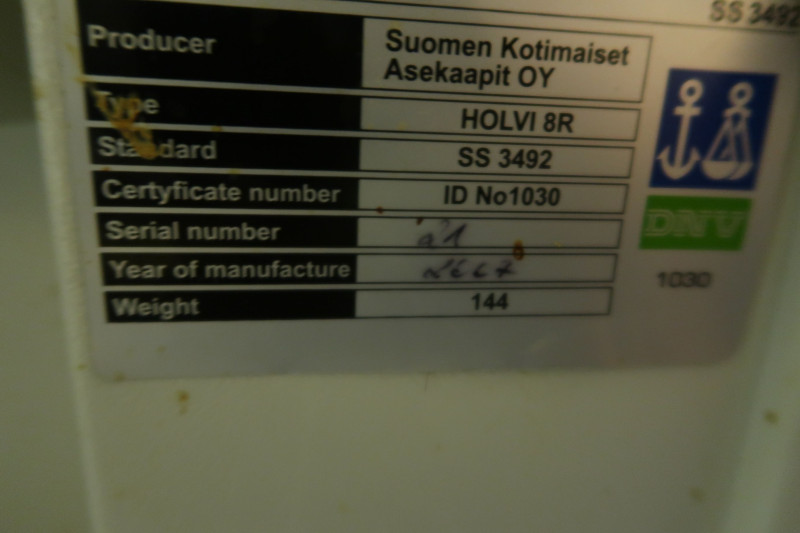 SS 3492
Producer
Suomen Kotimaiset
Asekaapit OY
Type
HOLVI 8R
Standard
SS 3492
Certyficate number
ID No1030
Serial number
Year of manufacture
Weight
144
DNV
1030